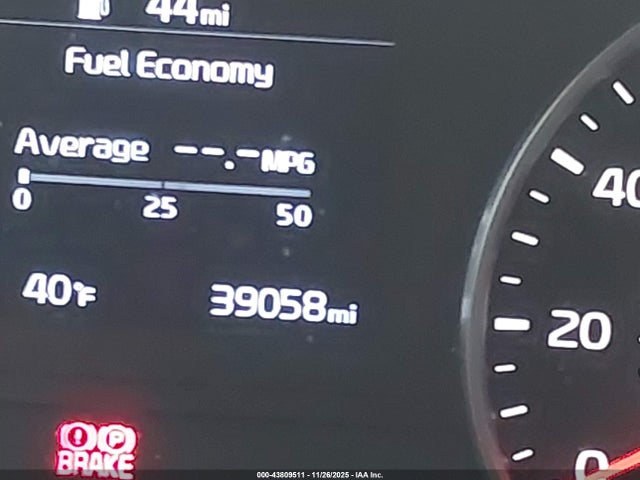 44mi
Fuel Economy
Average --.-MPG
0 25 50
40°F 39058mi
40
20
0
! P
BRAKE
000-43809511 - 11/26/2025 - IAA Inc.